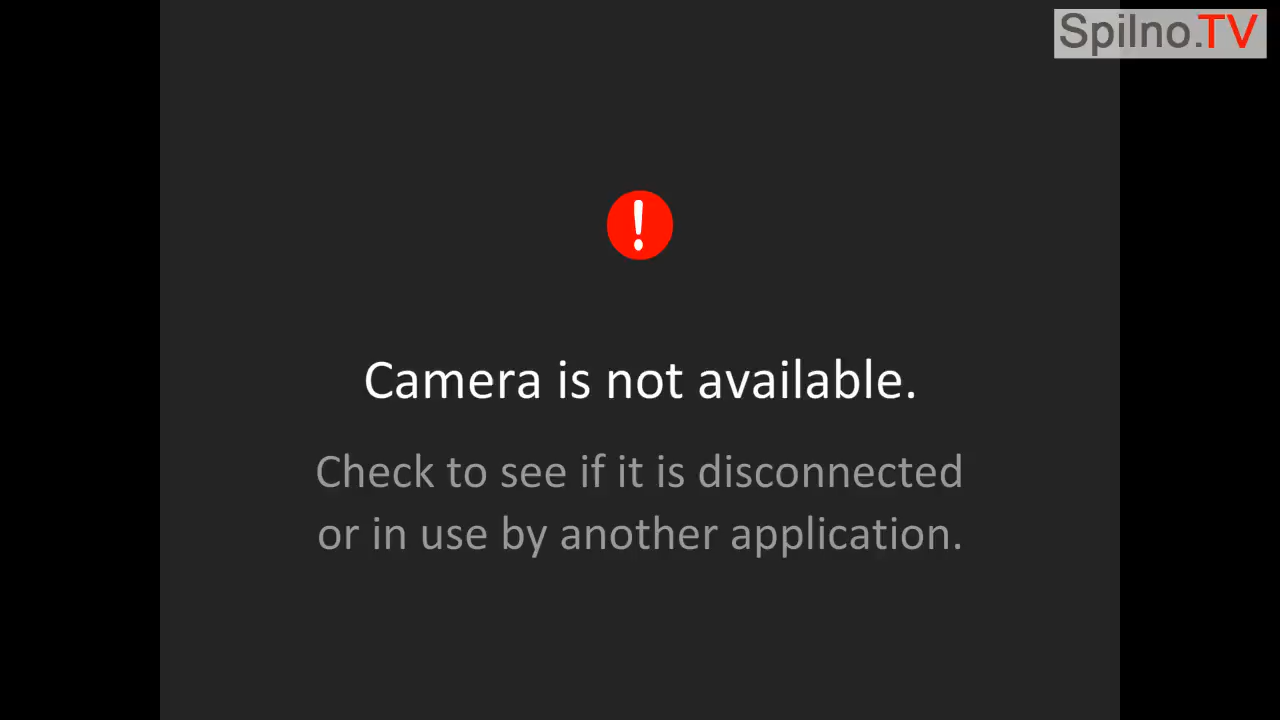 Spilno.TV
!
Camera is not available.
Check to see if it is disconnected
or in use by another application.